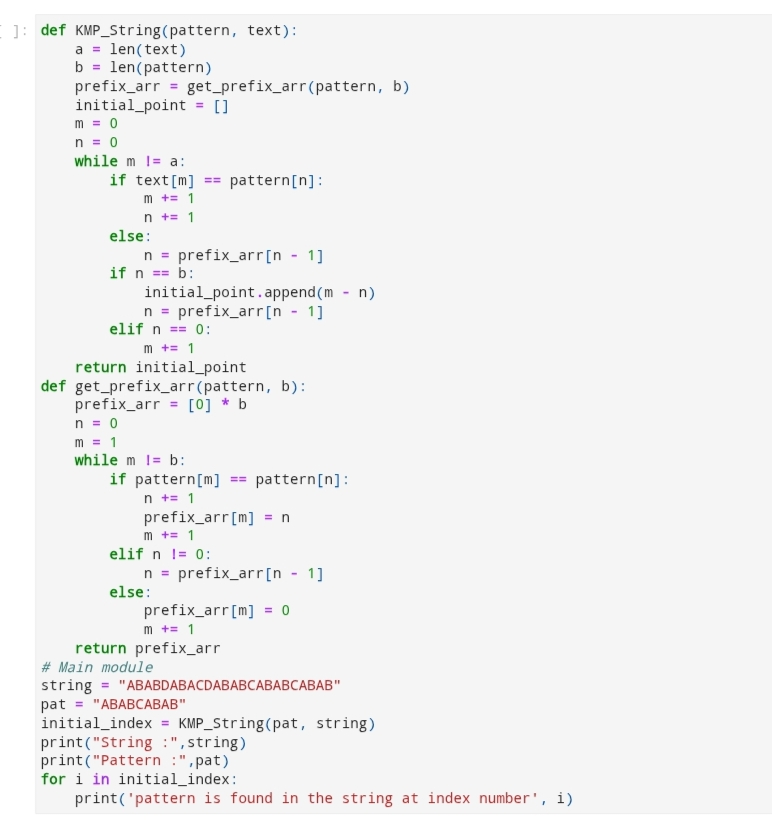 [ ]: def KMP_String(pattern, text):
    a = len(text)
    b = len(pattern)
    prefix_arr = get_prefix_arr(pattern, b)
    initial_point = []
    m = 0
    n = 0
    while m != a:
        if text[m] == pattern[n]:
            m += 1
            n += 1
        else:
            n = prefix_arr[n - 1]
        if n == b:
            initial_point.append(m - n)
            n = prefix_arr[n - 1]
        elif n == 0:
            m += 1
    return initial_point
def get_prefix_arr(pattern, b):
    prefix_arr = [0] * b
    n = 0
    m = 1
    while m != b:
        if pattern[m] == pattern[n]:
            n += 1
            prefix_arr[m] = n
            m += 1
        elif n != 0:
            n = prefix_arr[n - 1]
        else:
            prefix_arr[m] = 0
            m += 1
    return prefix_arr
# Main module
string = "ABABDABACDABABCABABCABAB"
pat = "ABABCABAB"
initial_index = KMP_String(pat, string)
print("String :",string)
print("Pattern :",pat)
for i in initial_index:
    print('pattern is found in the string at index number', i)